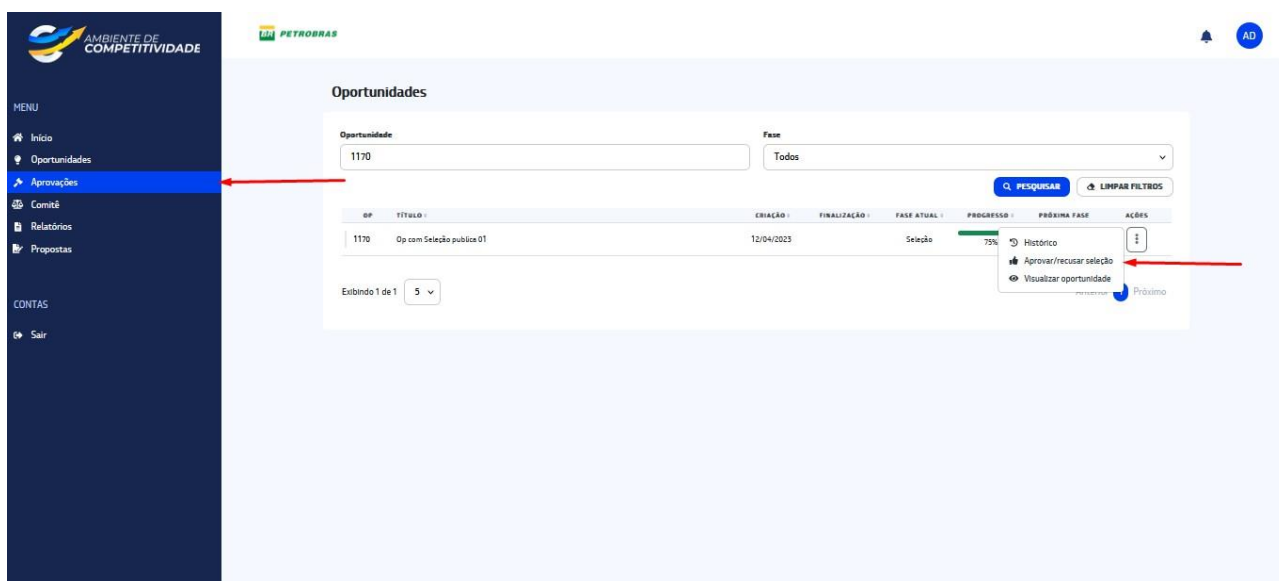 AMBIENTE DE
COMPETITIVIDADE
BR PETROBRAS
AD
MENU
Início
Oportunidades
Aprovações
Comitê
Relatórios
Propostas
CONTAS
Sair
Oportunidades
Oportunidade
Fase
1170
Todos
PESQUISAR
LIMPAR FILTROS
OP TÍTULO CRIAÇÃO FINALIZAÇÃO FASE ATUAL PROGRESSO PRÓXIMA FASE AÇÕES
1170 Op com Seleção publica 01 12/04/2023 Seleção 75%
Histórico
Aprovar/recusar seleção
Visualizar oportunidade
Exibindo 1 de 1 5 Anterior 1 Próximo